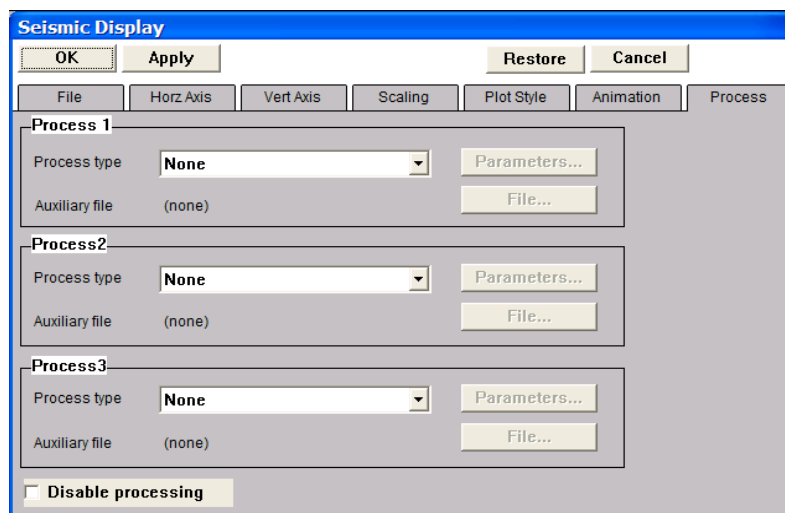 Seismic Display
OK Apply Restore Cancel
File Horz Axis Vert Axis Scaling Plot Style Animation Process
Process 1
Process type None Parameters...
Auxiliary file (none) File...
Process2
Process type None Parameters...
Auxiliary file (none) File...
Process3
Process type None Parameters...
Auxiliary file (none) File...
Disable processing